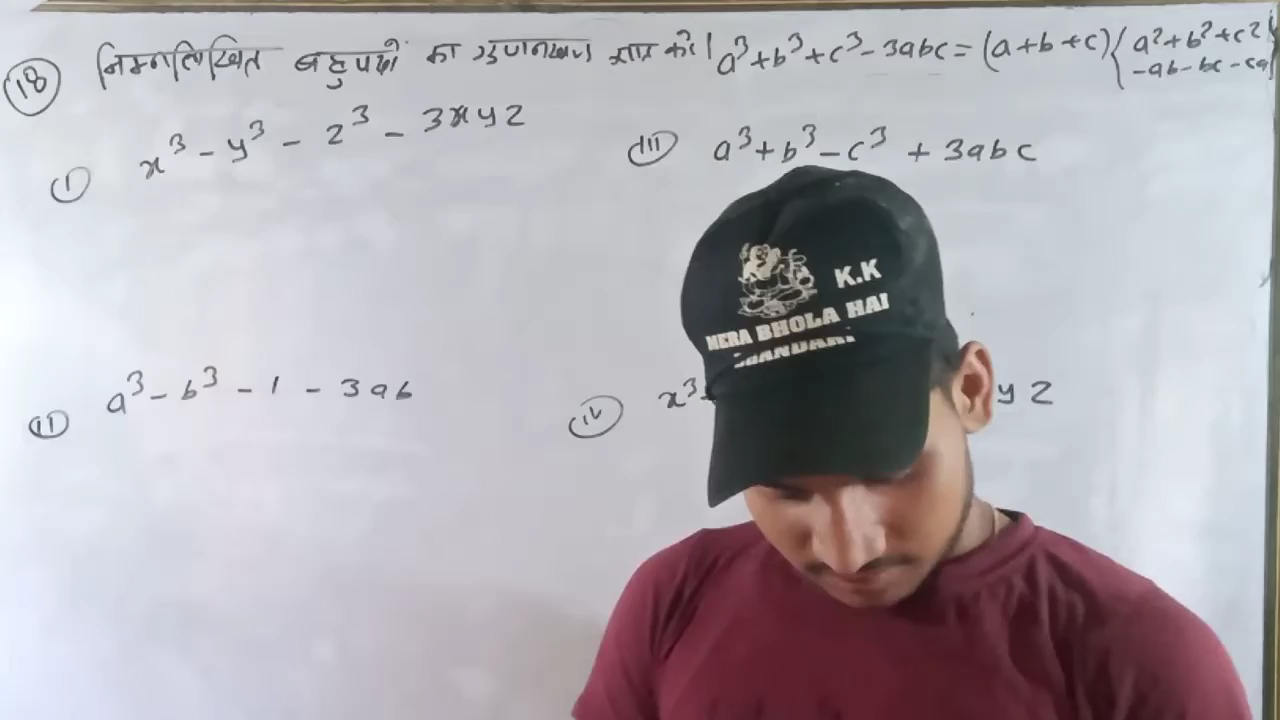 18 निम्नलिखित बहुपदों का गुणनखण्ड ज्ञात करें। a³+b³+c³-3abc=(a+b+c){a²+b²+c²
-ab-bc-ca}
I x³-y³-z³-3xyz
III a³+b³-c³+3abc
K.K
MERA BHOLA HAI
BHANDARI
II a³-b³-1-3ab
IV x³- yz